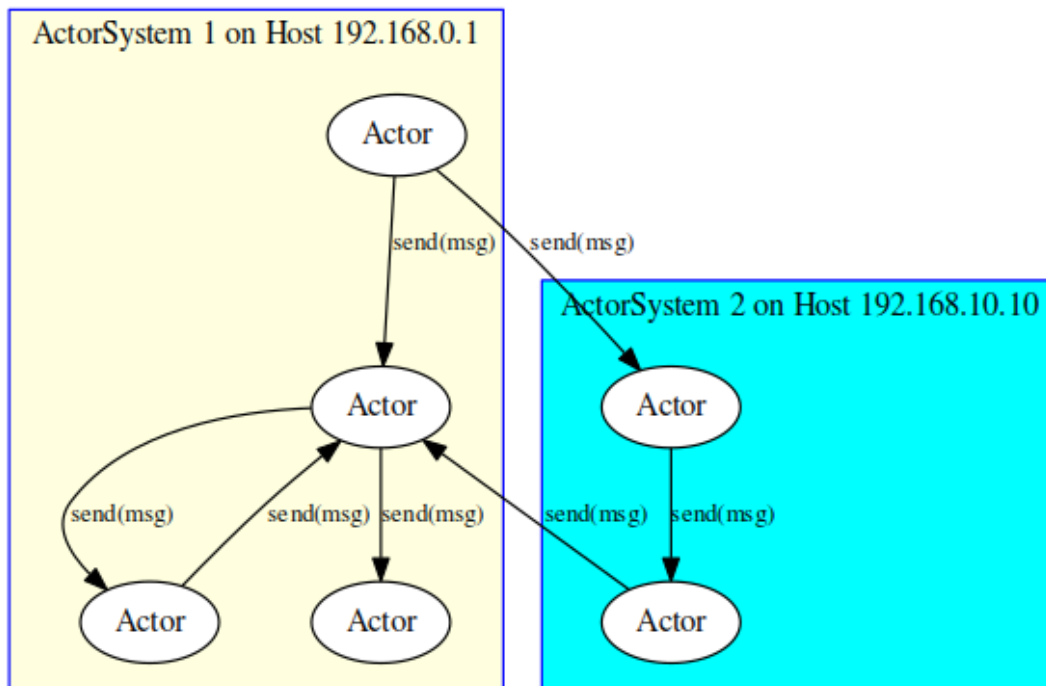 ActorSystem 1 on Host 192.168.0.1
Actor
send(msg)
send(msg)
ActorSystem 2 on Host 192.168.10.10
Actor
Actor
send(msg)
send(msg)
send(msg)
send(msg)
send(msg)
Actor
Actor
Actor